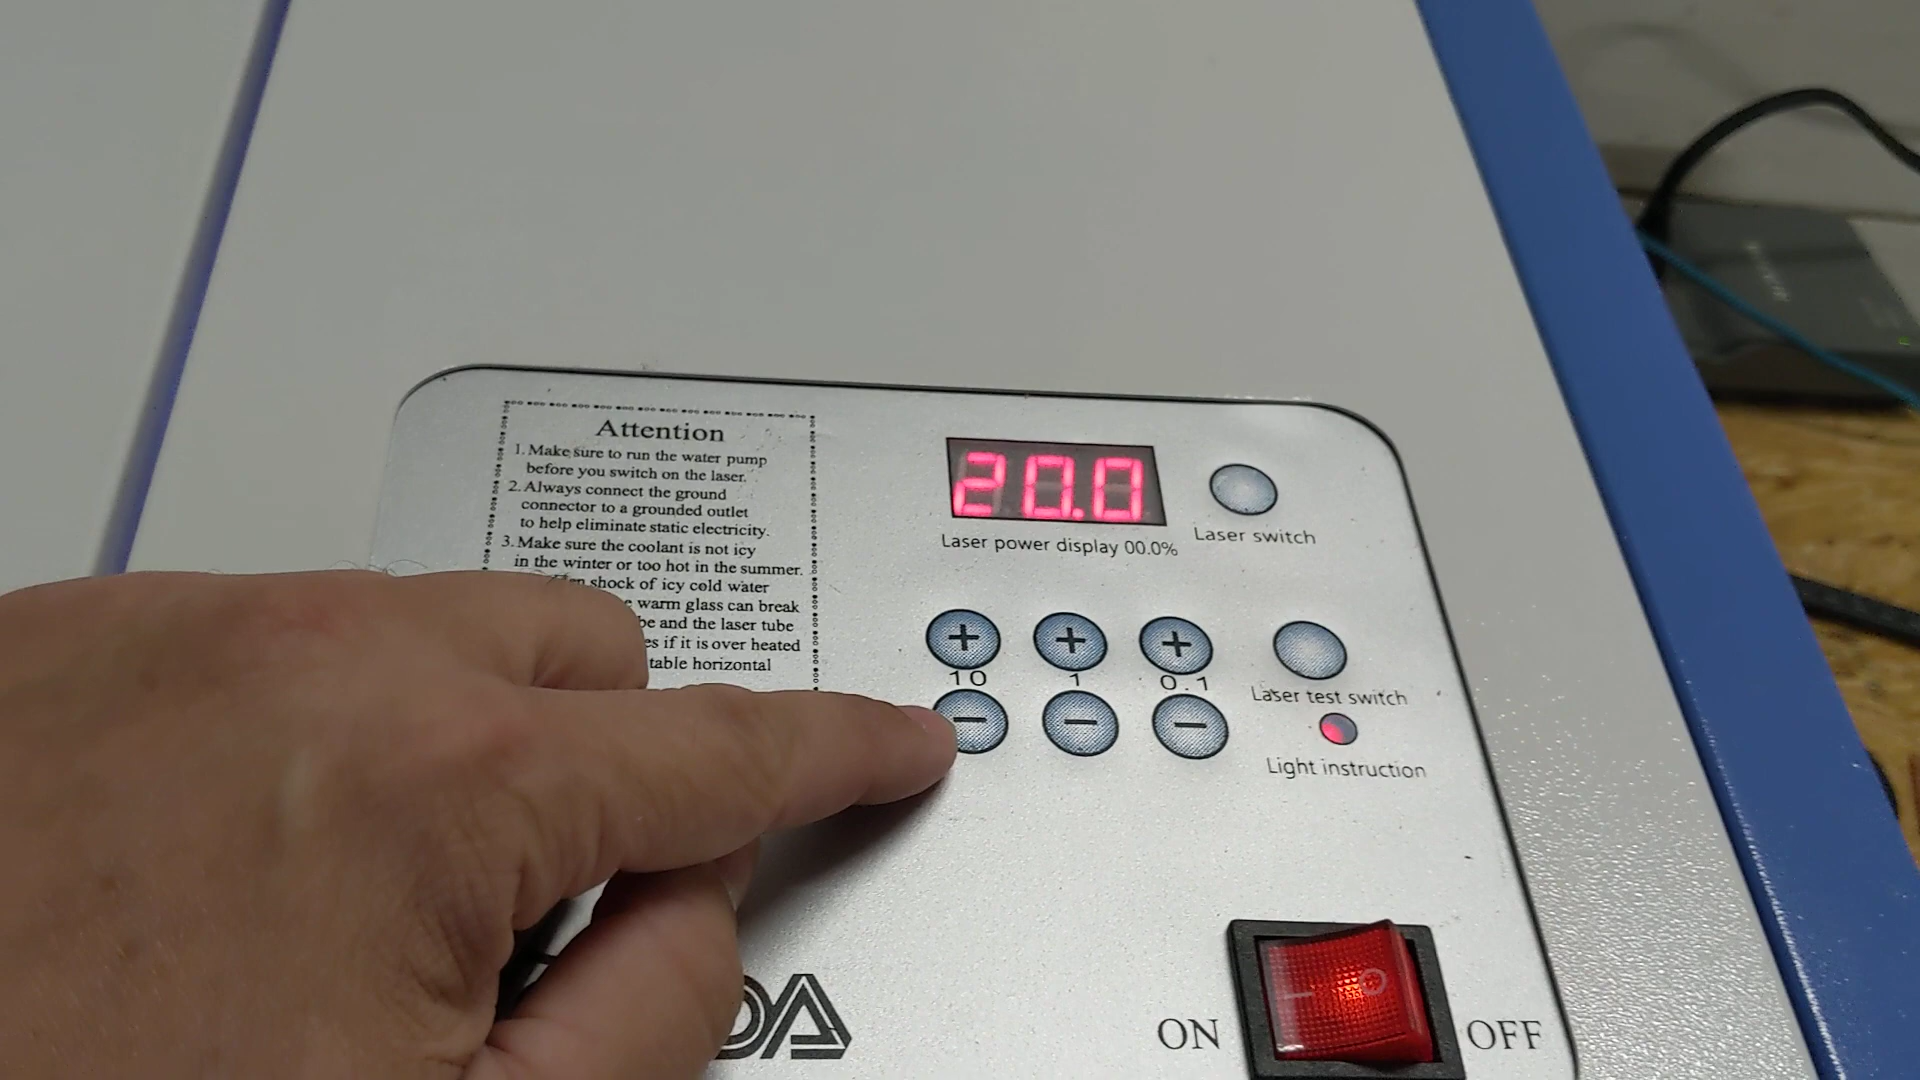 Attention
1. Make sure to run the water pump
before you switch on the laser.
2. Always connect the ground
connector to a grounded outlet
to help eliminate static electricity.
3. Make sure the coolant is not icy
in the winter or too hot in the summer.
shock of icy cold water
warm glass can break
and the laser tube
if it is over heated
table horizontal
20.0
Laser power display 00.0%
Laser switch
+ + +
10 1 0.1
− − −
Laser test switch
Light instruction
ON OFF